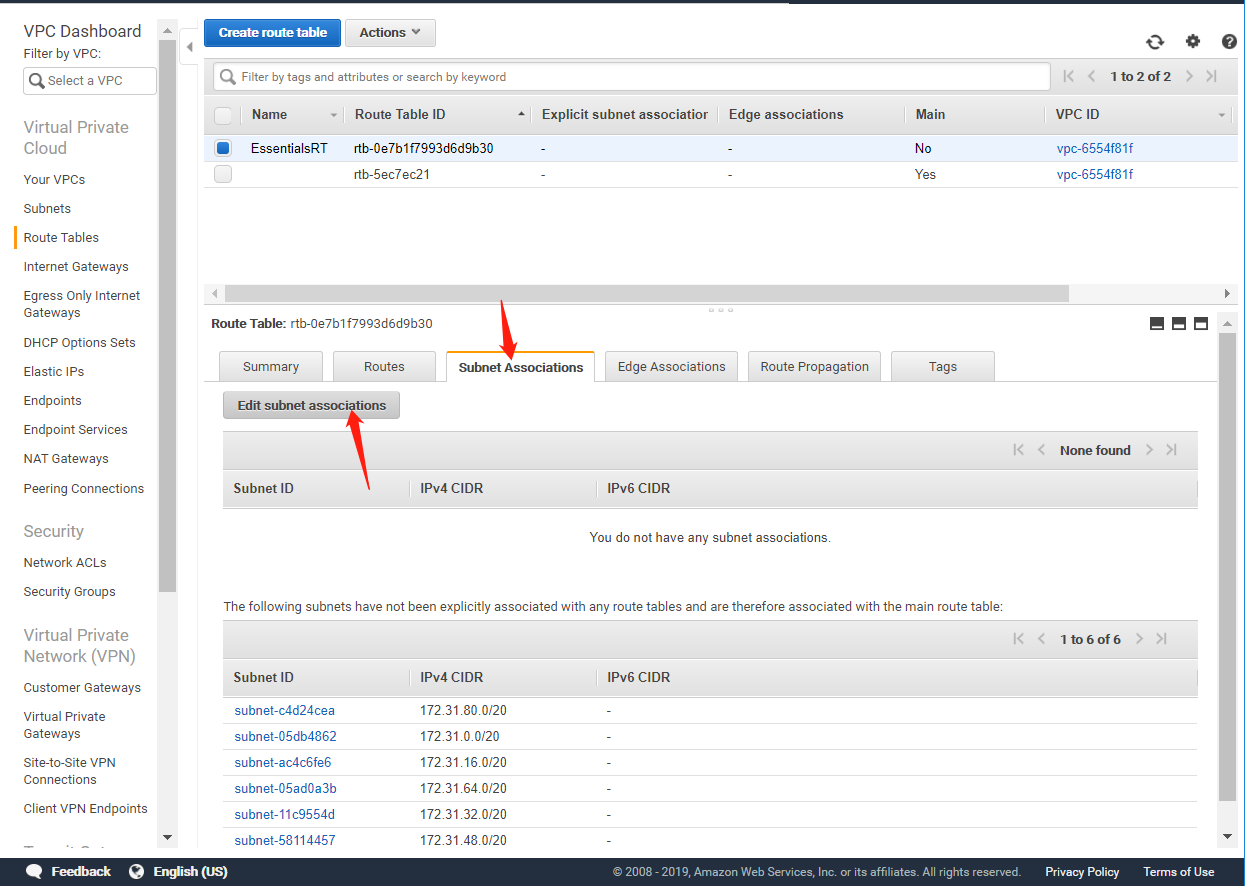 VPC Dashboard
Filter by VPC:
Select a VPC
Virtual Private
Cloud
Your VPCs
Subnets
Route Tables
Internet Gateways
Egress Only Internet
Gateways
DHCP Options Sets
Elastic IPs
Endpoints
Endpoint Services
NAT Gateways
Peering Connections
Security
Network ACLs
Security Groups
Virtual Private
Network (VPN)
Customer Gateways
Virtual Private
Gateways
Site-to-Site VPN
Connections
Client VPN Endpoints
Create route table Actions
Filter by tags and attributes or search by keyword 1 to 2 of 2
Name Route Table ID Explicit subnet association Edge associations Main VPC ID
EssentialsRT rtb-0e7b1f7993d6d9b30 - - No vpc-6554f81f
rtb-5ec7ec21 - - Yes vpc-6554f81f
Route Table: rtb-0e7b1f7993d6d9b30
Summary Routes Subnet Associations Edge Associations Route Propagation Tags
Edit subnet associations
None found
Subnet ID IPv4 CIDR IPv6 CIDR
You do not have any subnet associations.
The following subnets have not been explicitly associated with any route tables and are therefore associated with the main route table:
1 to 6 of 6
Subnet ID IPv4 CIDR IPv6 CIDR
subnet-c4d24cea 172.31.80.0/20 -
subnet-05db4862 172.31.0.0/20 -
subnet-ac4c6fe6 172.31.16.0/20 -
subnet-05ad0a3b 172.31.64.0/20 -
subnet-11c9554d 172.31.32.0/20 -
subnet-58114457 172.31.48.0/20 -
Feedback English (US) © 2008 - 2019, Amazon Web Services, Inc. or its affiliates. All rights reserved. Privacy Policy Terms of Use